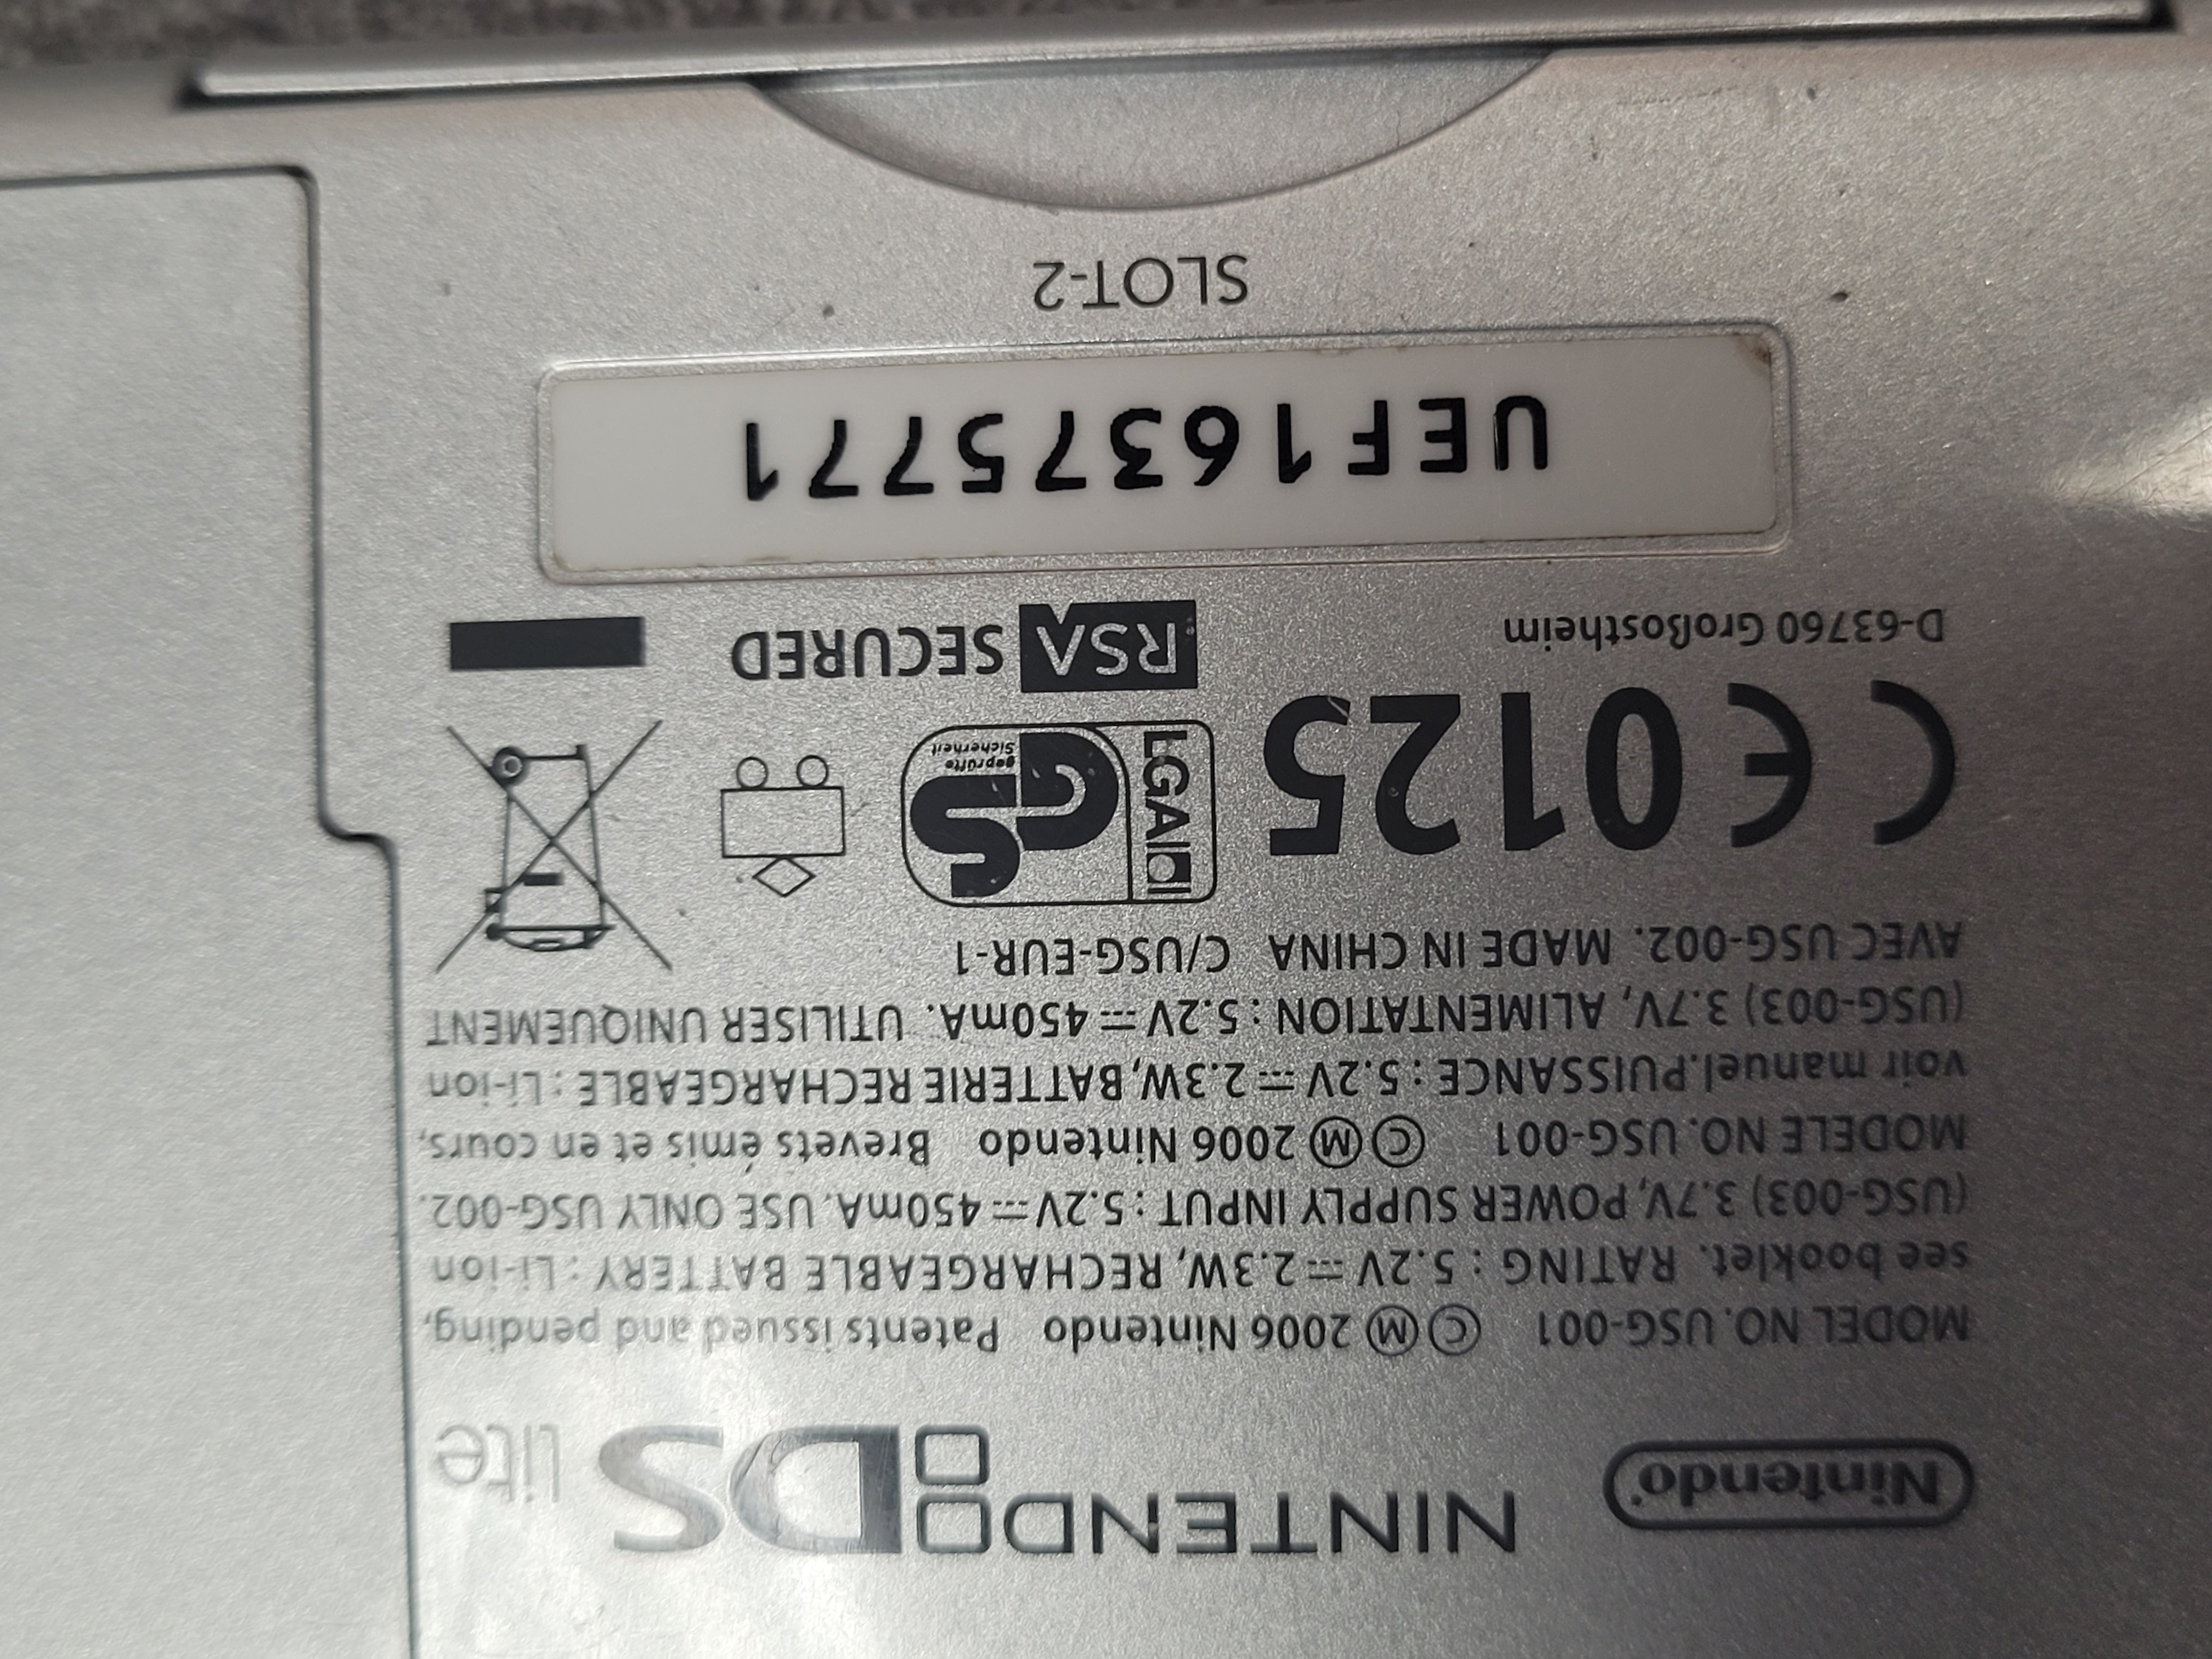 Nintendo®
NINTENDO DS Lite
MODEL NO. USG-001 Ⓒ Ⓜ 2006 Nintendo Patents issued and pending,
see booklet. RATING : 5.2V ⎓ 2.3W, RECHARGEABLE BATTERY : Li-ion
(USG-003) 3.7V, POWER SUPPLY INPUT : 5.2V ⎓ 450mA. USE ONLY USG-002.
MODELE NO. USG-001 Ⓒ Ⓜ 2006 Nintendo Brevets émis et en cours,
voir manuel.PUISSANCE : 5.2V ⎓ 2.3W, BATTERIE RECHARGEABLE : Li-ion
(USG-003) 3.7V, ALIMENTATION : 5.2V ⎓ 450mA. UTILISER UNIQUEMENT
AVEC USG-002. MADE IN CHINA C/USG-EUR-1
CE 0125
LGA
GS
geprüfte
Sicherheit
D-63760 Großostheim
RSA SECURED
UEF16375771
SLOT-2